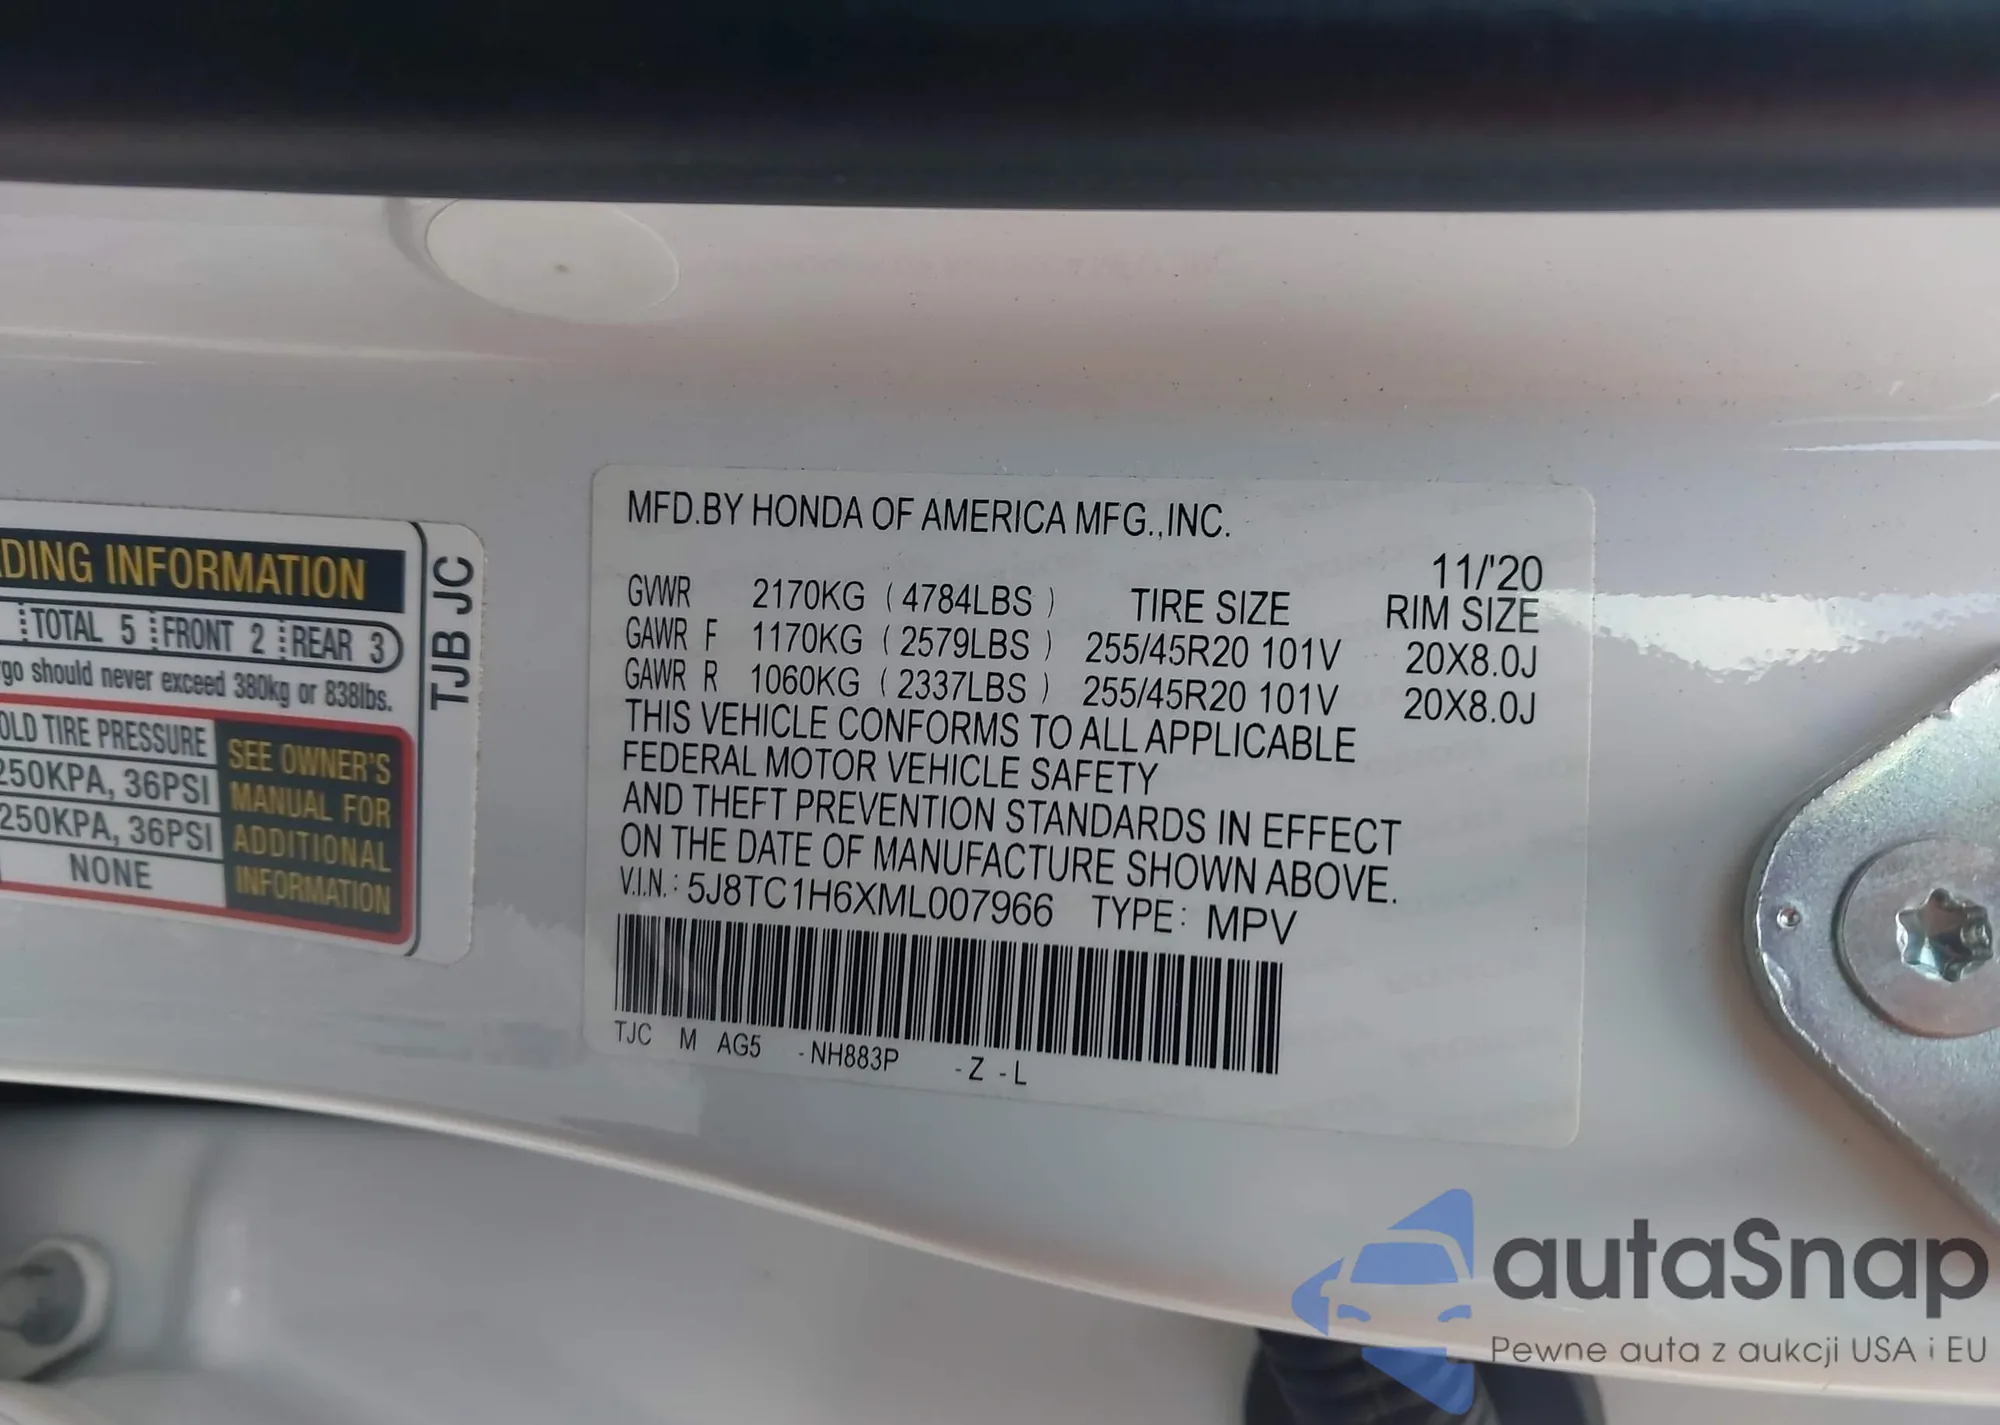 DING INFORMATION
TOTAL 5 FRONT 2 REAR 3
go should never exceed 380kg or 838lbs.
OLD TIRE PRESSURE
250KPA, 36PSI
250KPA, 36PSI
NONE
SEE OWNER'S
MANUAL FOR
ADDITIONAL
INFORMATION
TJB JC
MFD.BY HONDA OF AMERICA MFG.,INC.
11/'20
GVWR 2170KG (4784LBS) TIRE SIZE RIM SIZE
GAWR F 1170KG (2579LBS) 255/45R20 101V 20X8.0J
GAWR R 1060KG (2337LBS) 255/45R20 101V 20X8.0J
THIS VEHICLE CONFORMS TO ALL APPLICABLE
FEDERAL MOTOR VEHICLE SAFETY
AND THEFT PREVENTION STANDARDS IN EFFECT
ON THE DATE OF MANUFACTURE SHOWN ABOVE.
V.I.N.: 5J8TC1H6XML007966 TYPE: MPV
TJC M AG5 -NH883P -Z -L
autaSnap
Pewne auta z aukcji USA i EU